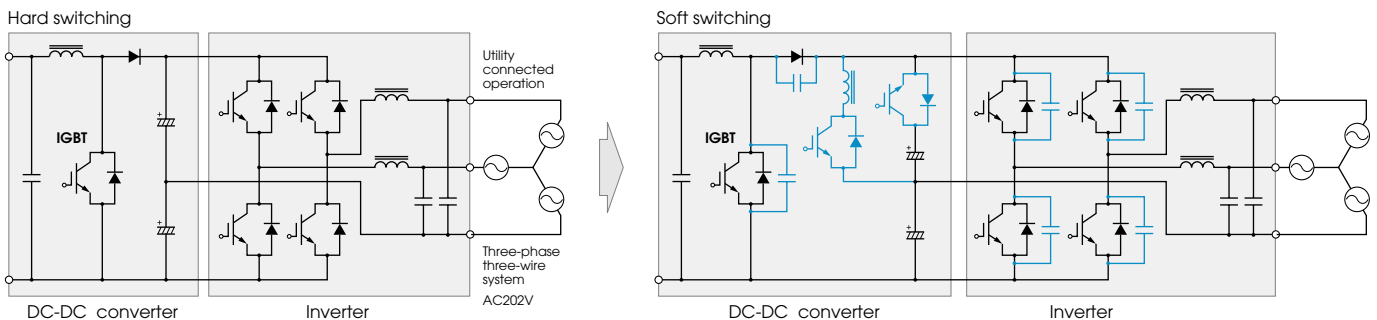 Hard switching
Soft switching
Utility
connected
operation
IGBT
+
+
Three-phase
three-wire
system
AC202V
DC-DC converter
Inverter
IGBT
+
+
DC-DC converter
Inverter